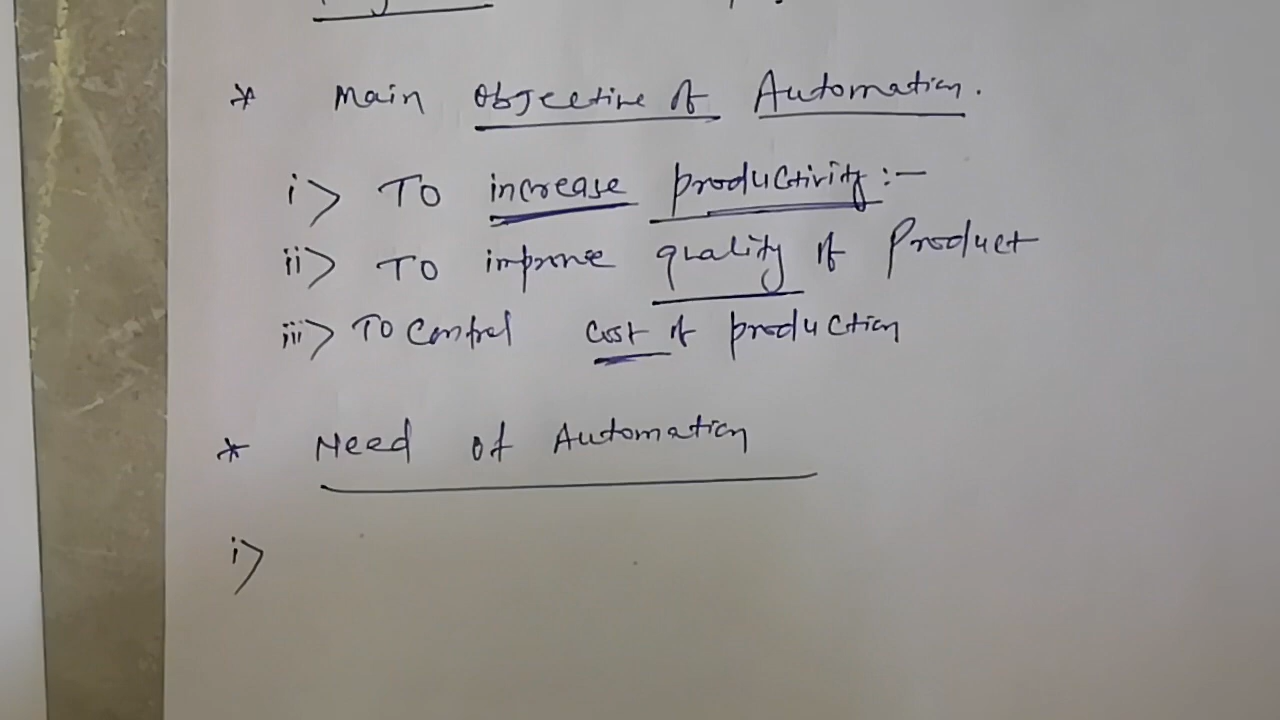 * Main Objective of Automation.
i> To increase productivity :-
ii> To improve quality of Product
iii> To Control Cost of production
* Need of Automation
i>